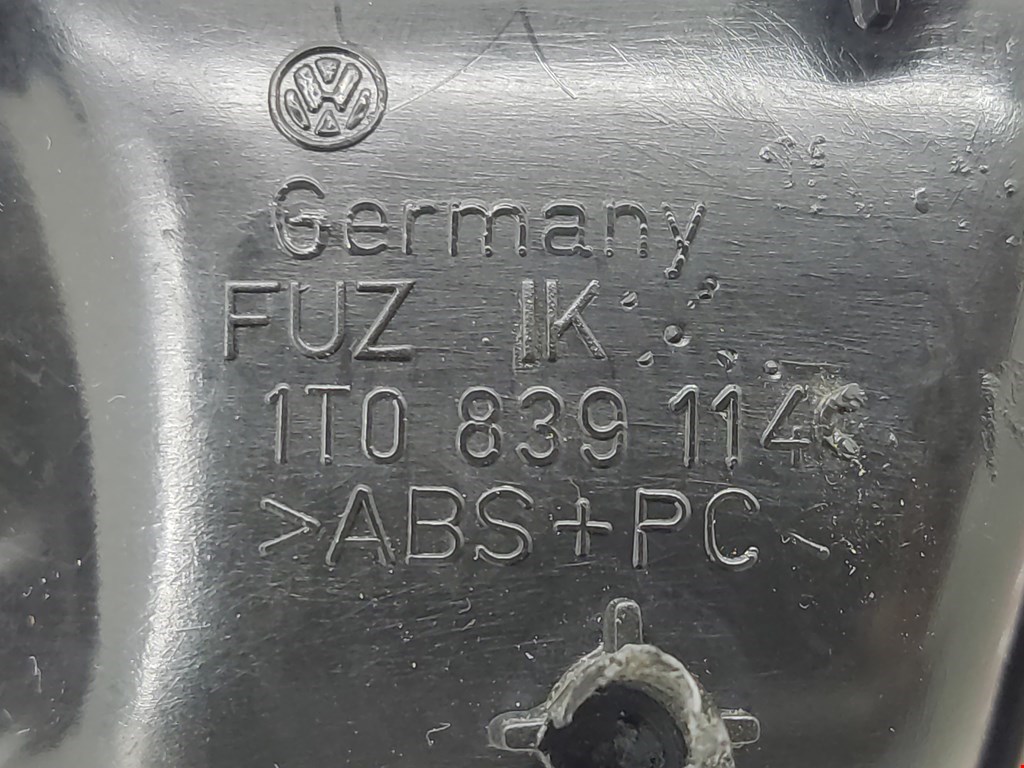 Germany
FUZ IK
1T0 839 114
>ABS+PC